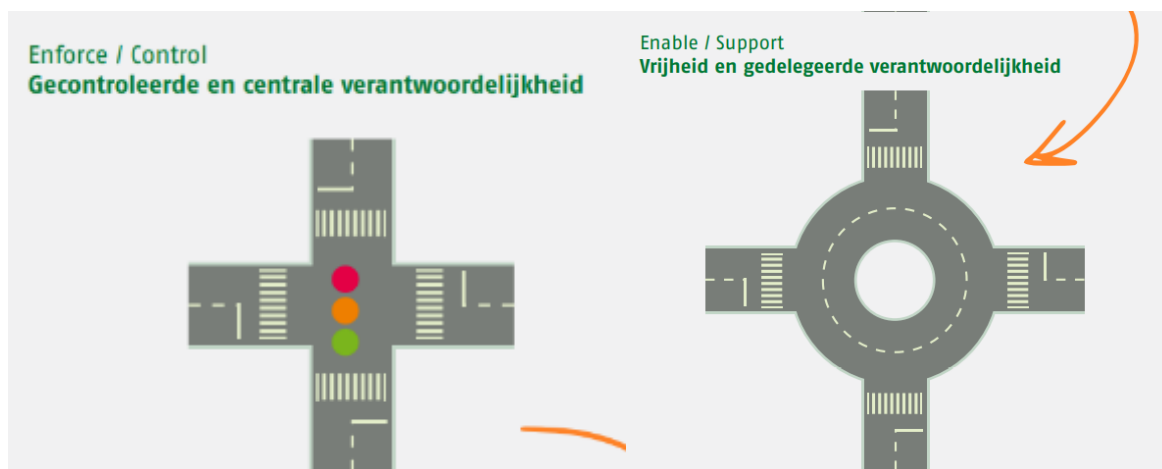 Enforce / Control
Gecontroleerde en centrale verantwoordelijkheid
Enable / Support
Vrijheid en gedelegeerde verantwoordelijkheid